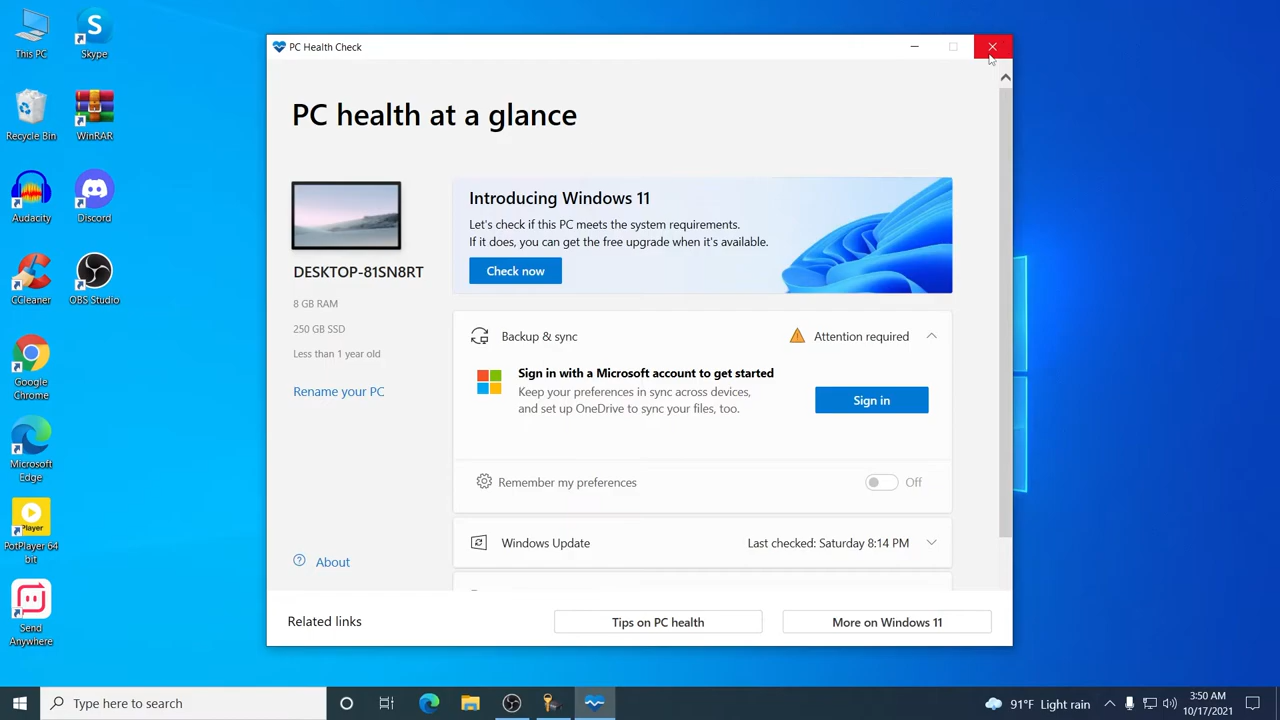 This PC
Skype
Recycle Bin
WinRAR
Audacity
Discord
CCleaner
OBS Studio
Google
Chrome
Microsoft
Edge
Player
PotPlayer 64
bit
Send
Anywhere
PC Health Check
PC health at a glance
DESKTOP-81SN8RT
8 GB RAM
250 GB SSD
Less than 1 year old
Rename your PC
About
Introducing Windows 11
Let's check if this PC meets the system requirements.
If it does, you can get the free upgrade when it's available.
Check now
Backup & sync
Attention required
Sign in with a Microsoft account to get started
Keep your preferences in sync across devices,
and set up OneDrive to sync your files, too.
Sign in
Remember my preferences
Off
Windows Update
Last checked: Saturday 8:14 PM
Related links
Tips on PC health
More on Windows 11
Type here to search
91°F Light rain
3:50 AM
10/17/2021